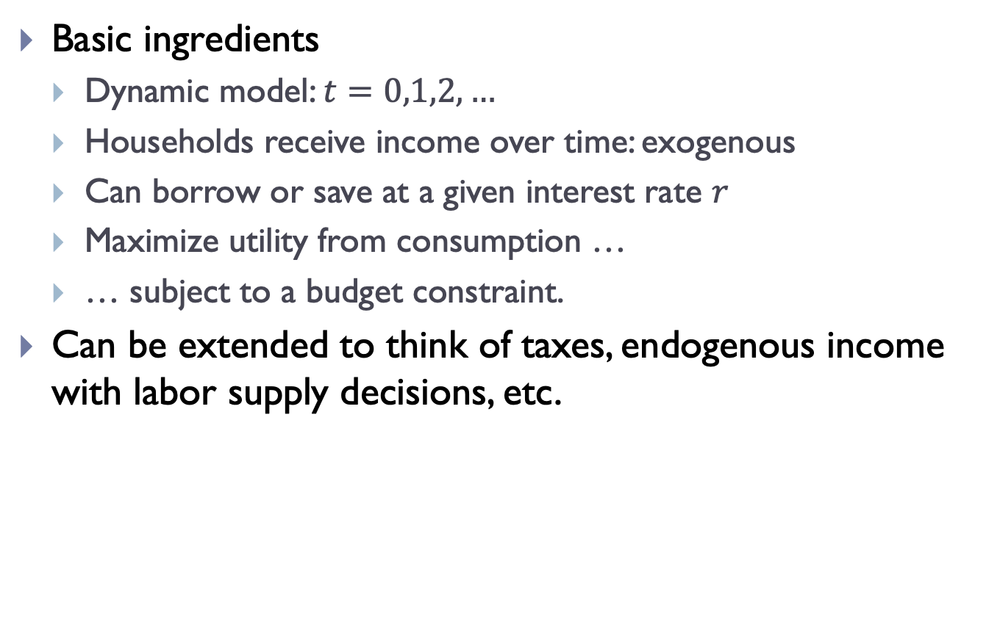 Basic ingredients
Dynamic model: t = 0,1,2, ...
Households receive income over time: exogenous
Can borrow or save at a given interest rate r
Maximize utility from consumption …
… subject to a budget constraint.
Can be extended to think of taxes, endogenous income
with labor supply decisions, etc.